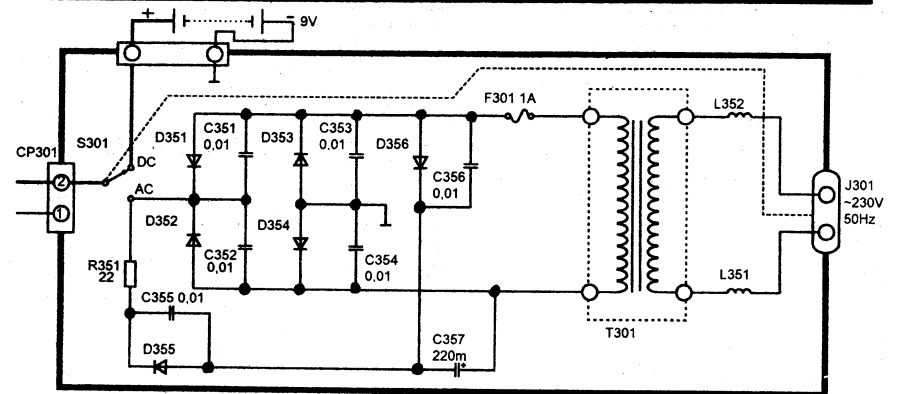 + - 9V
F301 1A
L352
D351
C351
0,01
D353
C353
0,01
D356
S301
CP301
DC
C356
0,01
J301
~230V
50Hz
2
AC
1
D352
D354
C352
0,01
C354
0,01
R351
22
C355 0,01
L351
T301
C357
220m
+
D355